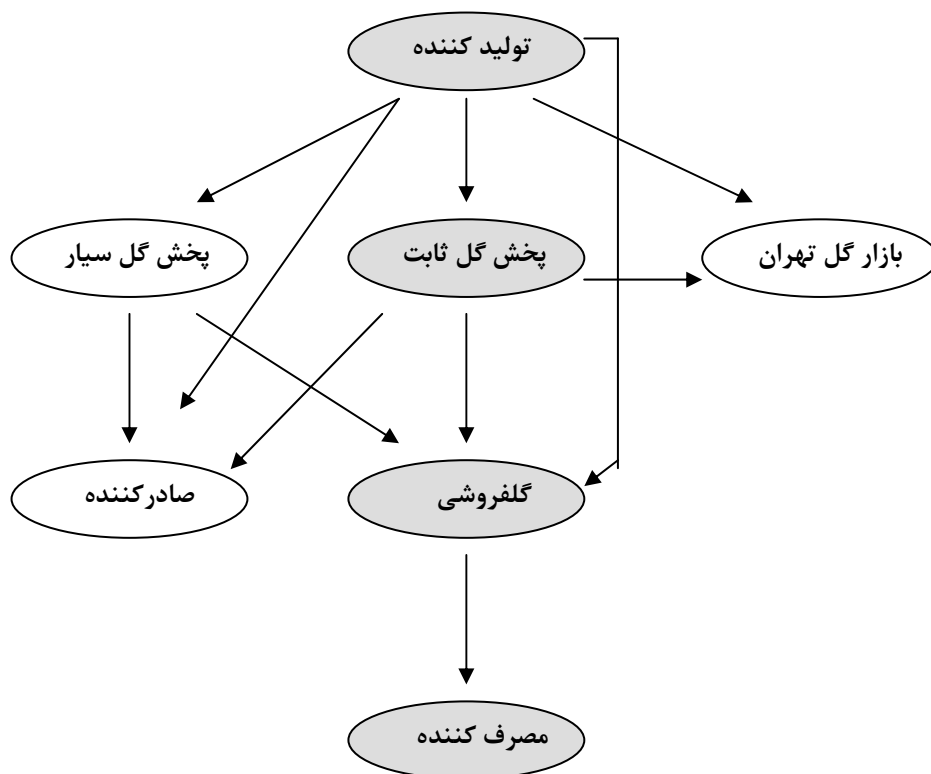 تولید کننده
پخش گل سیار
پخش گل ثابت
بازار گل تهران
صادرکننده
گلفروشی
مصرف کننده